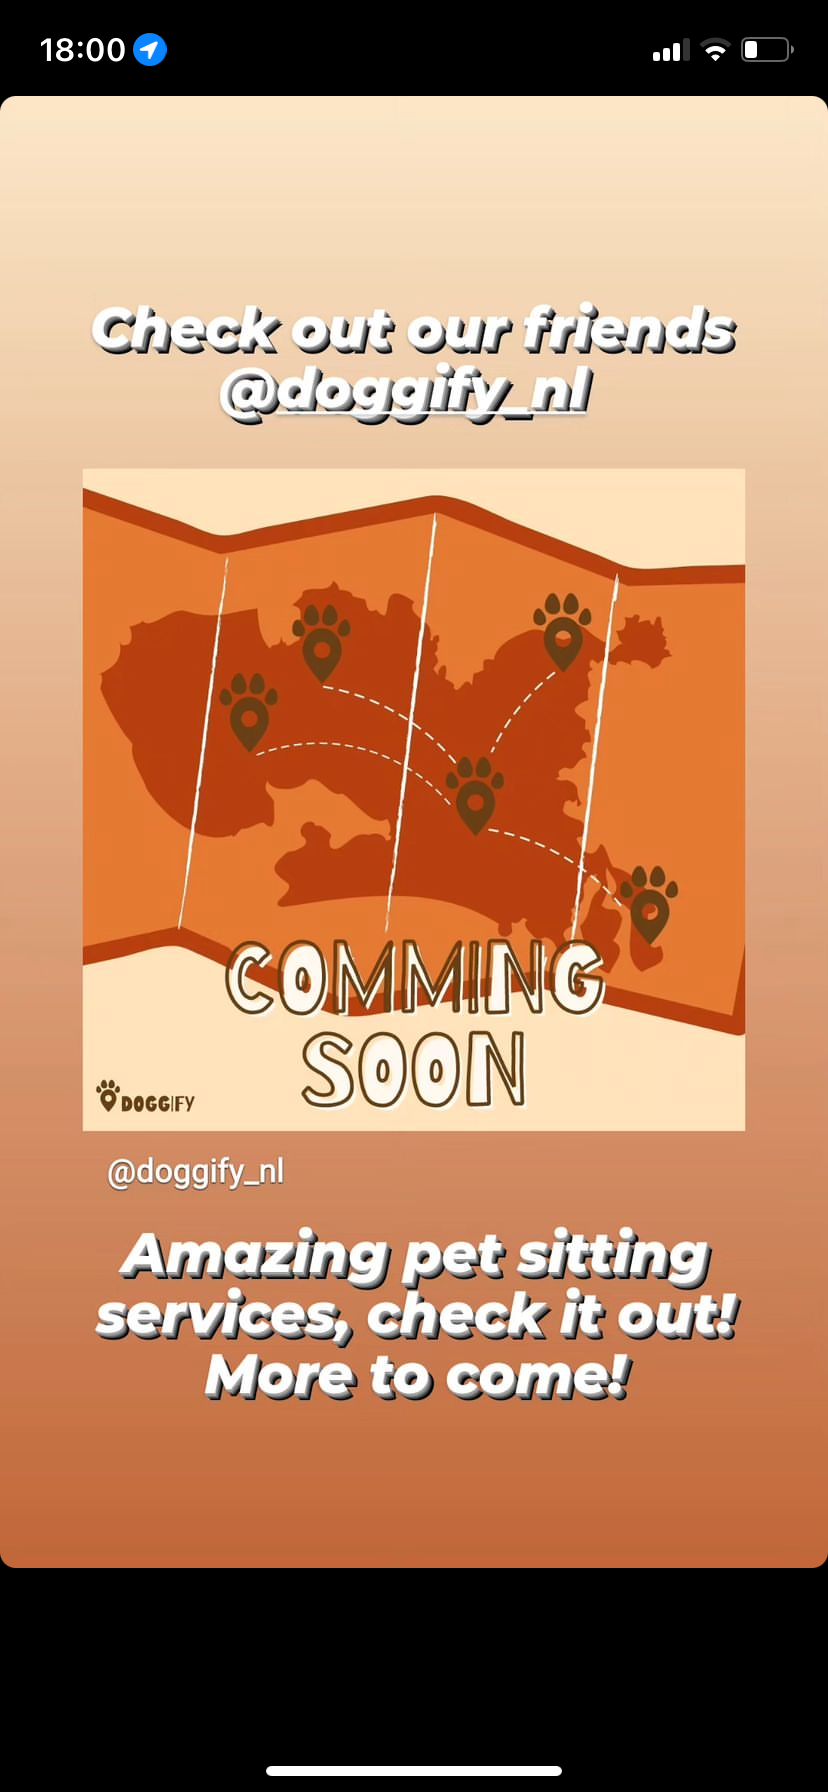 18:00
Check out our friends
@doggify_nl
COMMING
SOON
DOGGIFY
@doggify_nl
Amazing pet sitting
services, check it out!
More to come!